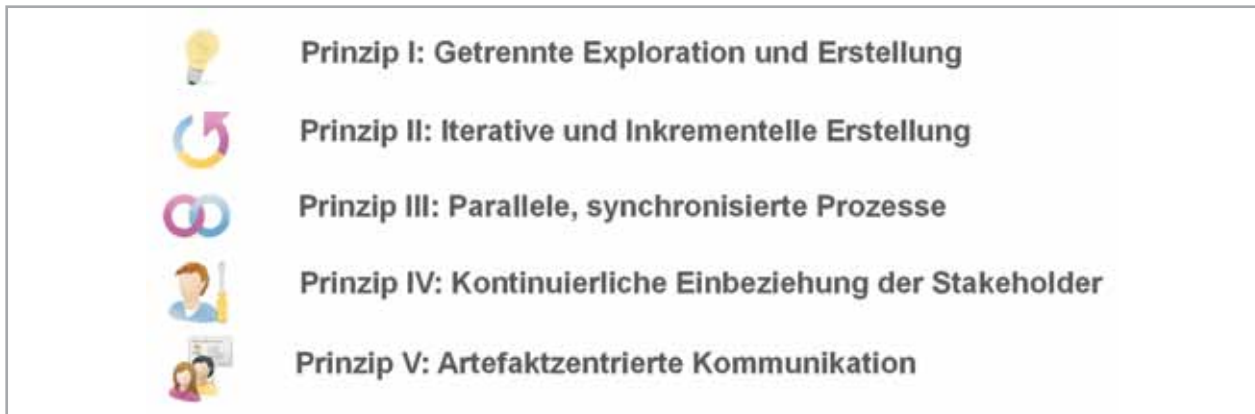 Prinzip I: Getrennte Exploration und Erstellung
Prinzip II: Iterative und Inkrementelle Erstellung
Prinzip III: Parallele, synchronisierte Prozesse
Prinzip IV: Kontinuierliche Einbeziehung der Stakeholder
Prinzip V: Artefaktzentrierte Kommunikation